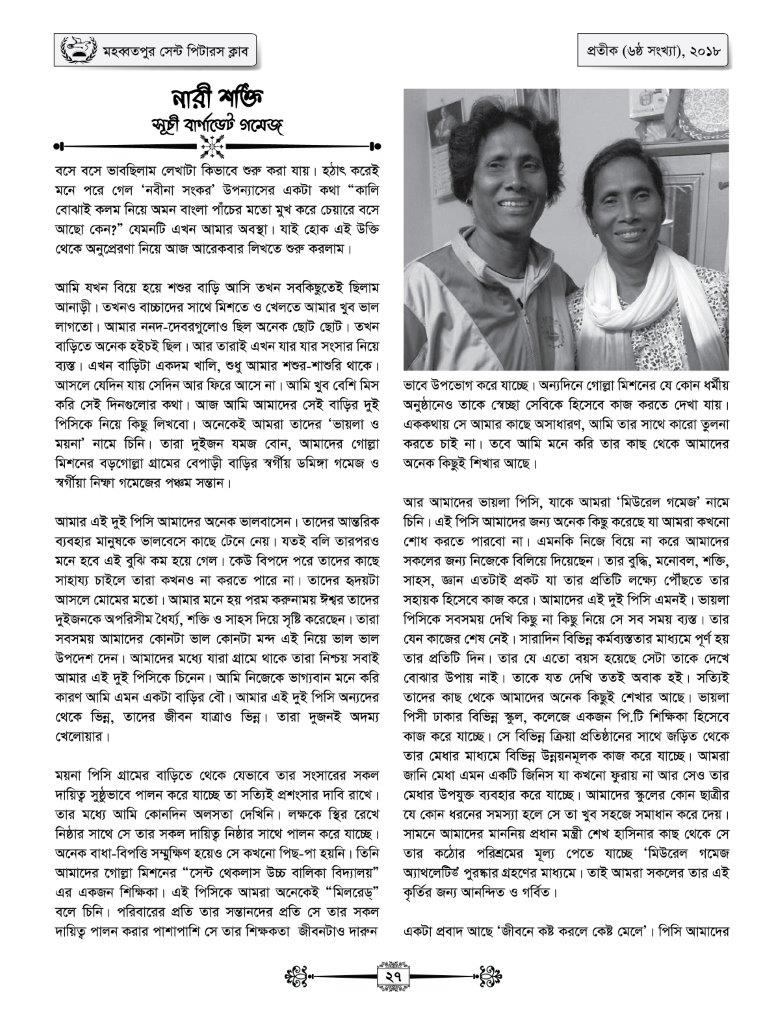 মহব্বতপুর সেন্ট পিটারস ক্লাব
প্রতীক (৬ষ্ঠ সংখ্যা), ২০১৮
নারী শক্তি
সূচী বার্ণাডেট গমেজ
বসে বসে ভাবছিলাম লেখাটা কিভাবে শুরু করা যায়। হঠাৎ করেই
মনে পরে গেল ‘নবীনা সংকর’ উপন্যাসের একটা কথা “কালি
বোঝাই কলম নিয়ে অমন বাংলা পাঁচের মতো মুখ করে চেয়ারে বসে
আছো কেন?” যেমনটি এখন আমার অবস্থা। যাই হোক এই উক্তি
থেকে অনুপ্রেরণা নিয়ে আজ আরেকবার লিখতে শুরু করলাম।
আমি যখন বিয়ে হয়ে শশুর বাড়ি আসি তখন সবকিছুতেই ছিলাম
আনাড়ী। তখনও বাচ্চাদের সাথে মিশতে ও খেলতে আমার খুব ভাল
লাগতো। আমার ননদ-দেবরগুলোও ছিল অনেক ছোট ছোট। তখন
বাড়িতে অনেক হইচই ছিল। আর তারাই এখন যার যার সংসার নিয়ে
ব্যস্ত। এখন বাড়িটা একদম খালি, শুধু আমার শশুর-শাশুরি থাকে।
আসলে যেদিন যায় সেদিন আর ফিরে আসে না। আমি খুব বেশি মিস
করি সেই দিনগুলোর কথা। আজ আমি আমাদের সেই বাড়ির দুই
পিসিকে নিয়ে কিছু লিখবো। অনেকেই আমরা তাদের ‘ভায়লা ও
ময়না’ নামে চিনি। তারা দুইজন যমজ বোন, আমাদের গোল্লা
মিশনের বড়গোল্লা গ্রামের বেপাড়ী বাড়ির স্বর্গীয় ডমিঙ্গা গমেজ ও
স্বর্গীয়া নিস্ফা গমেজের পঞ্চম সন্তান।
আমার এই দুই পিসি আমাদের অনেক ভালবাসেন। তাদের আন্তরিক
ব্যবহার মানুষকে ভালবেসে কাছে টেনে নেয়। যতই বলি তারপরও
মনে হবে এই বুঝি কম হয়ে গেল। কেউ বিপদে পরে তাদের কাছে
সাহায্য চাইলে তারা কখনও না করতে পারে না। তাদের হৃদয়টা
আসলে মোমের মতো। আমার মনে হয় পরম করুনাময় ঈশ্বর তাদের
দুইজনকে অপরিসীম ধৈর্য্য, শক্তি ও সাহস দিয়ে সৃষ্টি করেছেন। তারা
সবসময় আমাদের কোনটা ভাল কোনটা মন্দ এই নিয়ে ভাল ভাল
উপদেশ দেন। আমাদের মধ্যে যারা গ্রামে থাকে তারা নিশ্চয় সবাই
আমার এই দুই পিসিকে চিনেন। আমি নিজেকে ভাগ্যবান মনে করি
কারণ আমি এমন একটা বাড়ির বৌ। আমার এই দুই পিসি অন্যদের
থেকে ভিন্ন, তাদের জীবন যাত্রাও ভিন্ন। তারা দুজনই অদম্য
খেলোয়ার।
ময়না পিসি গ্রামের বাড়িতে থেকে যেভাবে তার সংসারের সকল
দায়িত্ব সুষ্ঠুভাবে পালন করে যাচ্ছে তা সত্যিই প্রশংসার দাবি রাখে।
তার মধ্যে আমি কোনদিন অলসতা দেখিনি। লক্ষকে স্থির রেখে
নিষ্ঠার সাথে সে তার সকল দায়িত্ব নিষ্ঠার সাথে পালন করে যাচ্ছে।
অনেক বাধা-বিপত্তি সম্মুক্ষিণ হয়েও সে কখনো পিছ-পা হয়নি। তিনি
আমাদের গোল্লা মিশনের “সেন্ট থেকলাস উচ্চ বালিকা বিদ্যালয়”
এর একজন শিক্ষিকা। এই পিসিকে আমরা অনেকেই “মিলরেড্”
বলে চিনি। পরিবারের প্রতি তার সন্তানদের প্রতি সে তার সকল
দায়িত্ব পালন করার পাশাপাশি সে তার শিক্ষকতা জীবনটাও দারুন
ভাবে উপভোগ করে যাচ্ছে। অন্যদিনে গোল্লা মিশনের যে কোন ধর্মীয়
অনুষ্ঠানেও তাকে স্বেচ্ছা সেবিকে হিসেবে কাজ করতে দেখা যায়।
এককথায় সে আমার কাছে অসাধারণ, আমি তার সাথে কারো তুলনা
করতে চাই না। তবে আমি মনে করি তার কাছ থেকে আমাদের
অনেক কিছুই শিখার আছে।
আর আমাদের ভায়লা পিসি, যাকে আমরা ‘মিউরেল গমেজ’ নামে
চিনি। এই পিসি আমাদের জন্য অনেক কিছু করেছে যা আমরা কখনো
শোধ করতে পারবো না। এমনকি নিজে বিয়ে না করে আমাদের
সকলের জন্য নিজেকে বিলিয়ে দিয়েছেন। তার বুদ্ধি, মনোবল, শক্তি,
সাহস, জ্ঞান এতটাই প্রকট যা তার প্রতিটি লক্ষ্যে পৌঁছতে তার
সহায়ক হিসেবে কাজ করে। আমাদের এই দুই পিসি এমনই। ভায়লা
পিসিকে সবসময় দেখি কিছু না কিছু নিয়ে সে সব সময় ব্যস্ত। তার
যেন কাজের শেষ নেই। সারাদিন বিভিন্ন কর্মব্যস্ততার মাধ্যমে পূর্ণ হয়
তার প্রতিটি দিন। তার যে এতো বয়স হয়েছে সেটা তাকে দেখে
বোঝার উপায় নাই। তাকে যত দেখি ততই অবাক হই। সত্যিই
তাদের কাছ থেকে আমাদের অনেক কিছুই শেখার আছে। ভায়লা
পিসী ঢাকার বিভিন্ন স্কুল, কলেজে একজন পি.টি শিক্ষিকা হিসেবে
কাজ করে যাচ্ছে। সে বিভিন্ন ক্রিয়া প্রতিষ্ঠানের সাথে জড়িত থেকে
তার মেধার মাধ্যমে বিভিন্ন উন্নয়নমূলক কাজ করে যাচ্ছে। আমরা
জানি মেধা এমন একটি জিনিস যা কখনো ফুরায় না আর সেও তার
মেধার উপযুক্ত ব্যবহার করে যাচ্ছে। আমাদের স্কুলের কোন ছাত্রীর
যে কোন ধরনের সমস্যা হলে সে তা খুব সহজে সমাধান করে দেয়।
সামনে আমাদের মাননিয় প্রধান মন্ত্রী শেখ হাসিনার কাছ থেকে সে
তার কঠোর পরিশ্রমের মূল্য পেতে যাচ্ছে ‘মিউরেল গমেজ
অ্যাথলেটিষ্ট পুরষ্কার গ্রহণের মাধ্যমে। তাই আমরা সকলের তার এই
কৃর্তির জন্য আনন্দিত ও গর্বিত।
একটা প্রবাদ আছে ‘জীবনে কষ্ট করলে কেষ্ট মেলে’। পিসি আমাদের
২৭